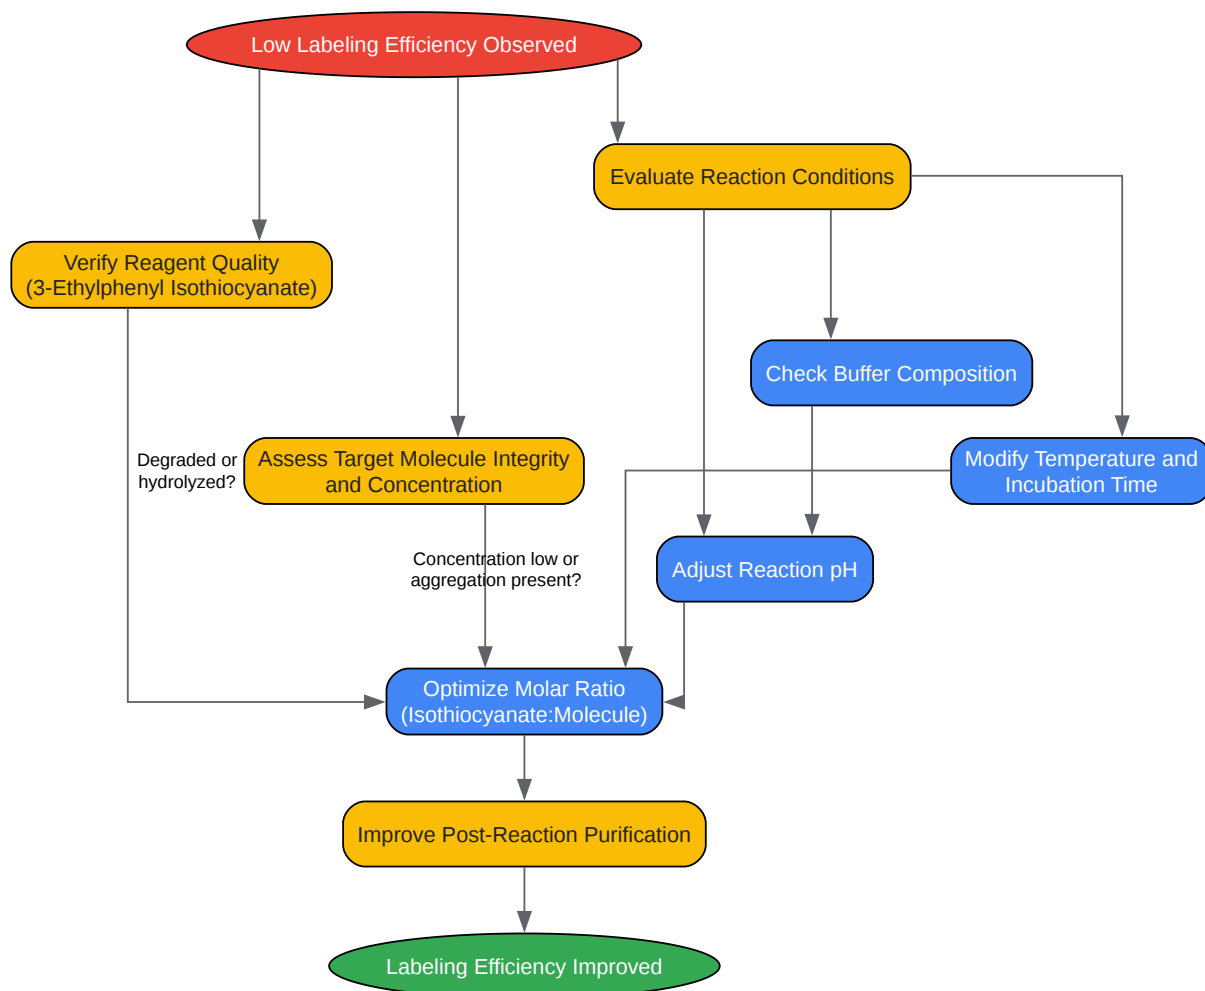 Low Labeling Efficiency Observed
Evaluate Reaction Conditions
Verify Reagent Quality
(3-Ethylphenyl Isothiocyanate)
Check Buffer Composition
Degraded or
hydrolyzed?
Assess Target Molecule Integrity
and Concentration
Modify Temperature and
Incubation Time
Concentration low or
aggregation present?
Adjust Reaction pH
Optimize Molar Ratio
(Isothiocyanate:Molecule)
Improve Post-Reaction Purification
Labeling Efficiency Improved